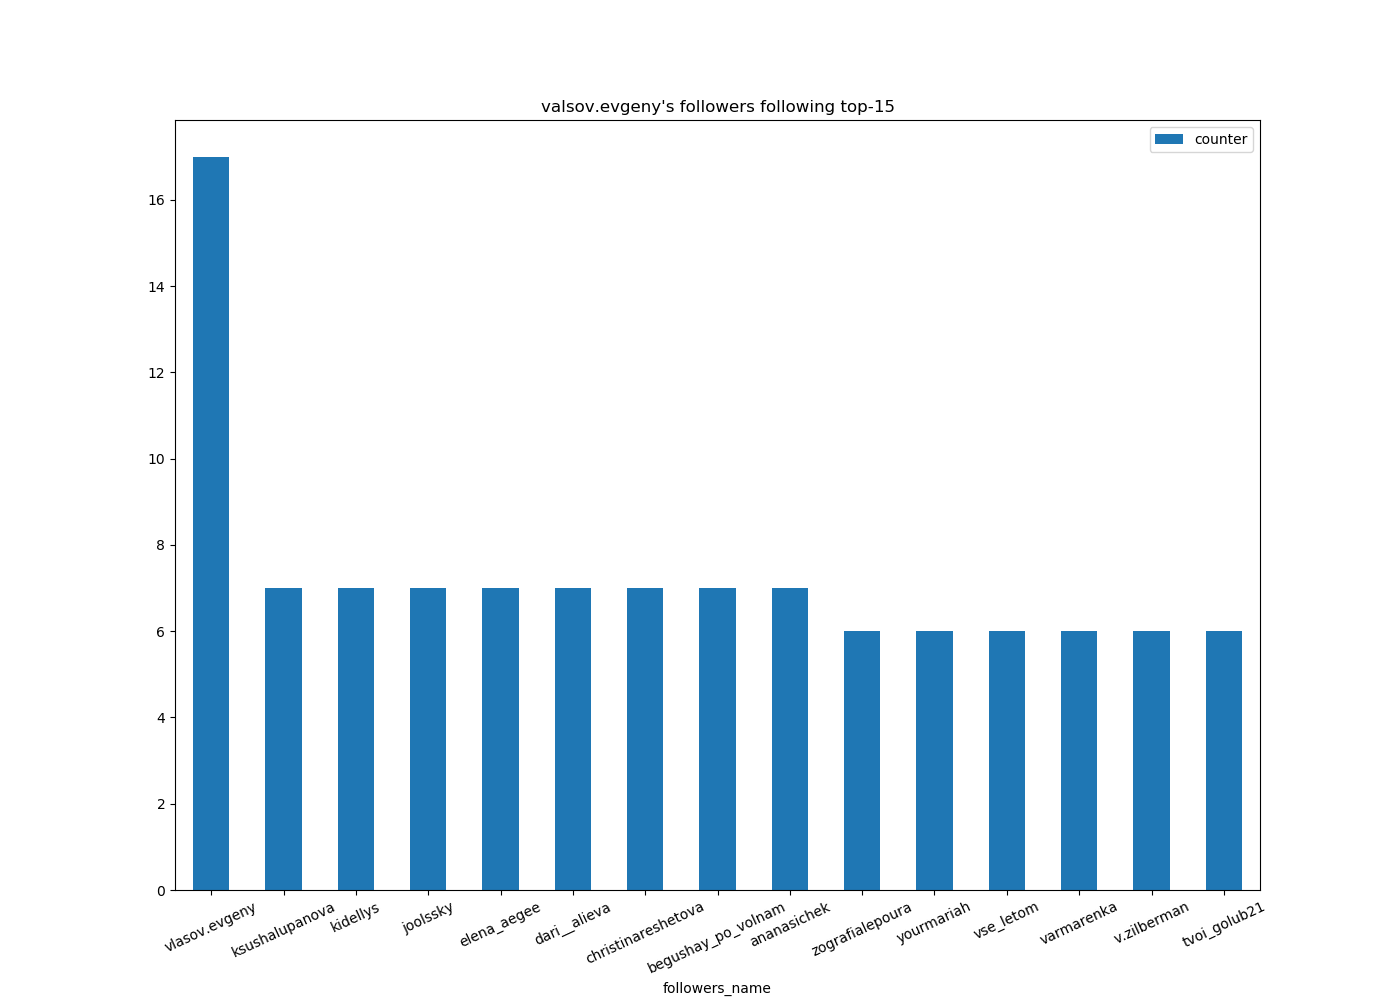 valsov.evgeny's followers following top-15
counter
16
14
12
10
8
6
4
2
0
vlasov.evgeny
ksushalupanova
kidellys
joolssky
elena_aegee
dari__alieva
christinareshetova
begushay_po_volnam
ananasichek
zografialepoura
yourmariah
vse_letom
varmarenka
v.zilberman
tvoi_golub21
followers_name